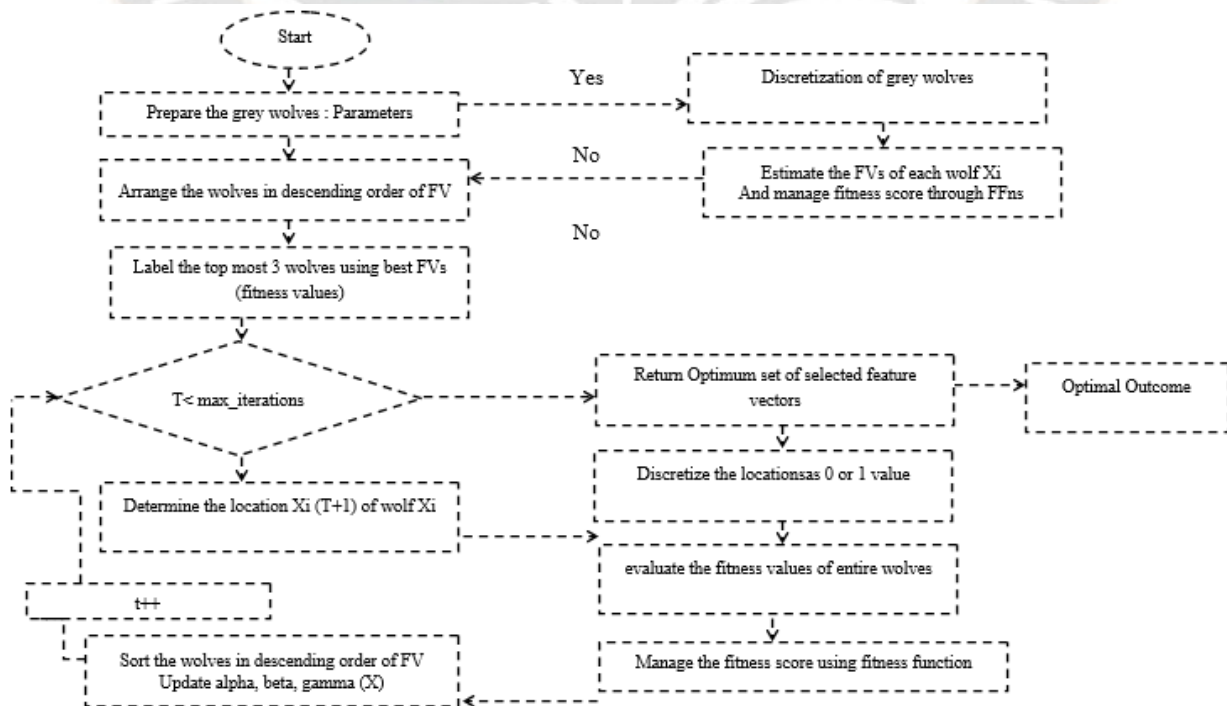 Start
Yes
Discretization of grey wolves
Prepare the grey wolves : Parameters
No
Estimate the FVs of each wolf Xi
And manage fitness score through FFns
Arrange the wolves in descending order of FV
No
Label the top most 3 wolves using best FVs
(fitness values)
T< max_iterations
Return Optimum set of selected feature
vectors
Optimal Outcome
Discretize the locationsas 0 or 1 value
Determine the location Xi (T+1) of wolf Xi
evaluate the fitness values of entire wolves
t++
Manage the fitness score using fitness function
Sort the wolves in descending order of FV
Update alpha, beta, gamma (X)